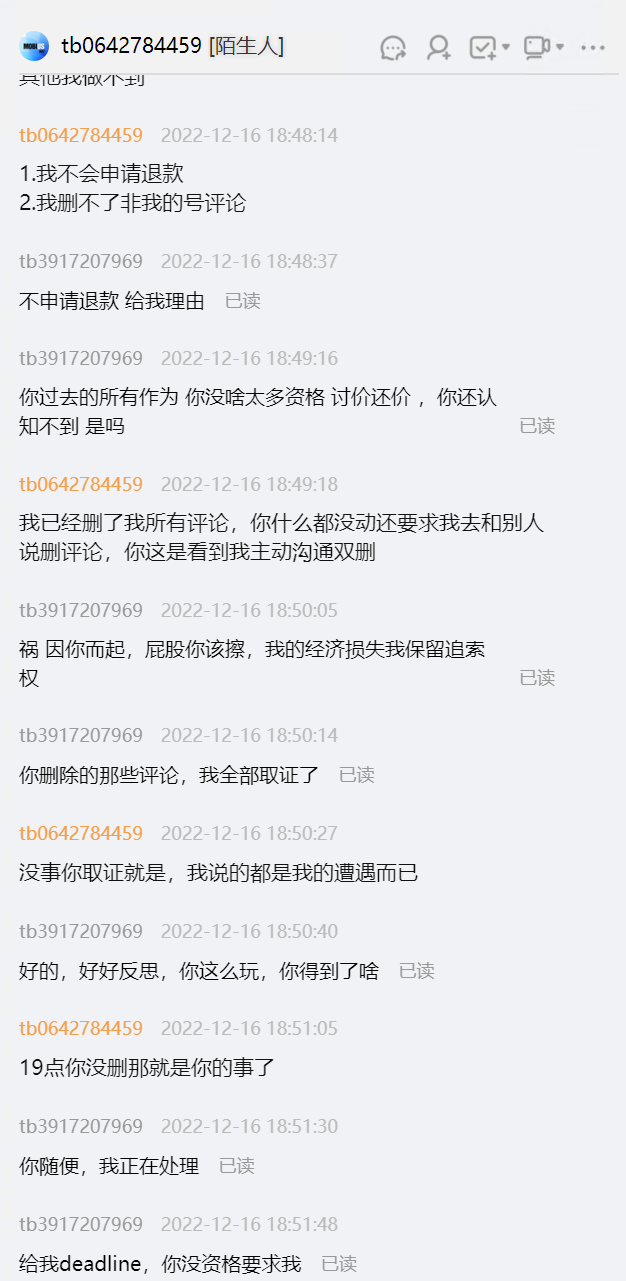 tb0642784459 [陌生人]
其他我做不到
tb0642784459 2022-12-16 18:48:14
1.我不会申请退款
2.我删不了非我的号评论
tb3917207969 2022-12-16 18:48:37
不申请退款 给我理由 已读
tb3917207969 2022-12-16 18:49:16
你过去的所有作为 你没啥太多资格 讨价还价 ，你还认
知不到 是吗 已读
tb0642784459 2022-12-16 18:49:18
我已经删了我所有评论，你什么都没动还要求我去和别人
说删评论，你这是看到我主动沟通双删
tb3917207969 2022-12-16 18:50:05
祸 因你而起，屁股你该擦，我的经济损失我保留追索
权 已读
tb3917207969 2022-12-16 18:50:14
你删除的那些评论，我全部取证了 已读
tb0642784459 2022-12-16 18:50:27
没事你取证就是，我说的都是我的遭遇而已
tb3917207969 2022-12-16 18:50:40
好的，好好反思，你这么玩，你得到了啥 已读
tb0642784459 2022-12-16 18:51:05
19点你没删那就是你的事了
tb3917207969 2022-12-16 18:51:30
你随便，我正在处理 已读
tb3917207969 2022-12-16 18:51:48
给我deadline，你没资格要求我 已读